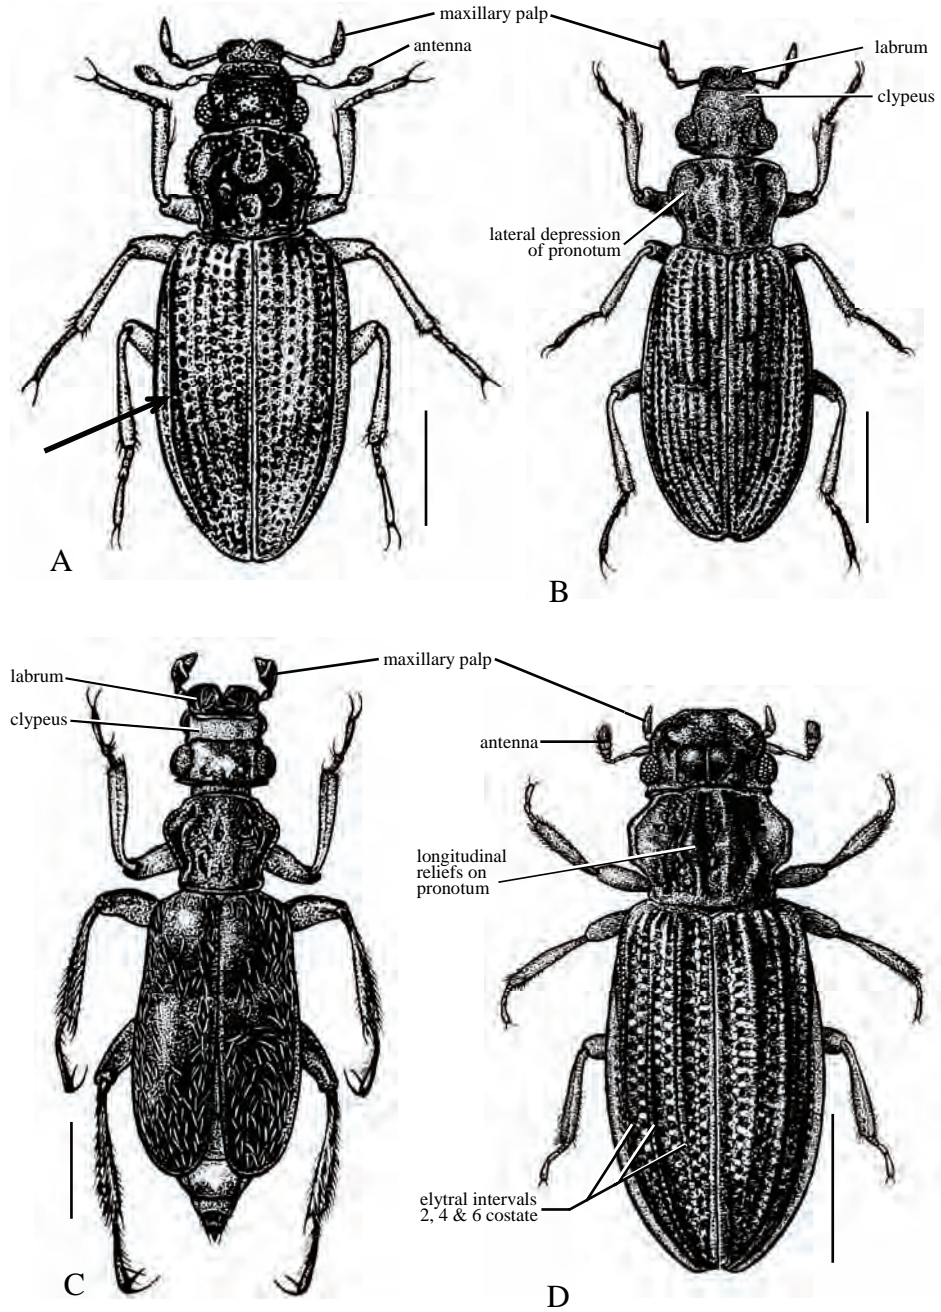 maxillary palp
antenna
labrum
clypeus
lateral depression
of pronotum
A
B
maxillary palp
labrum
clypeus
antenna
longitudinal
reliefs on
pronotum
elytral intervals
2, 4 & 6 costate
C
D